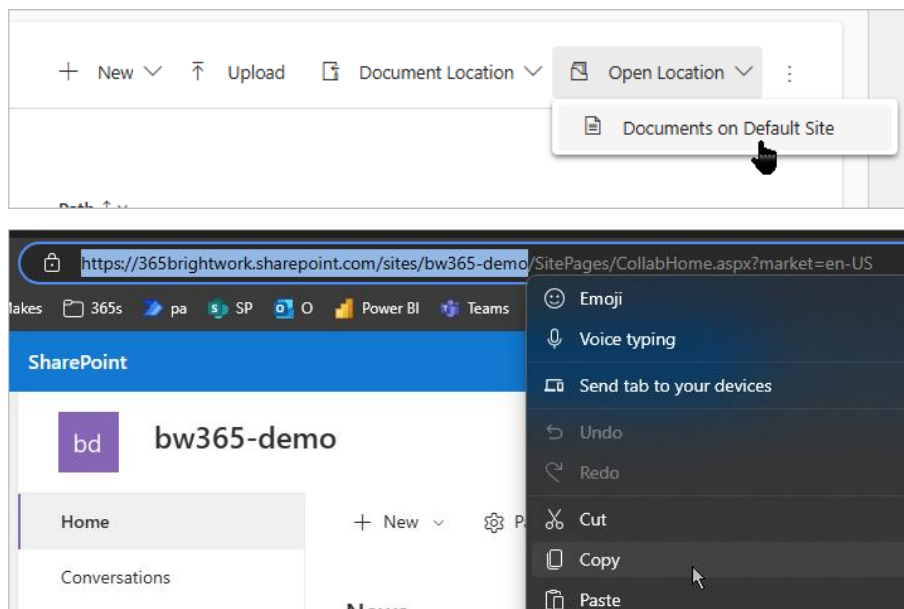 New Upload Document Location Open Location
Documents on Default Site
Path
https://365brightwork.sharepoint.com/sites/bw365-demo/SitePages/CollabHome.aspx?market=en-US
365s pa SP O Power BI Teams
Emoji
Voice typing
SharePoint
Send tab to your devices
bd bw365-demo
Undo
Redo
Home
New
Cut
Copy
Conversations
Paste